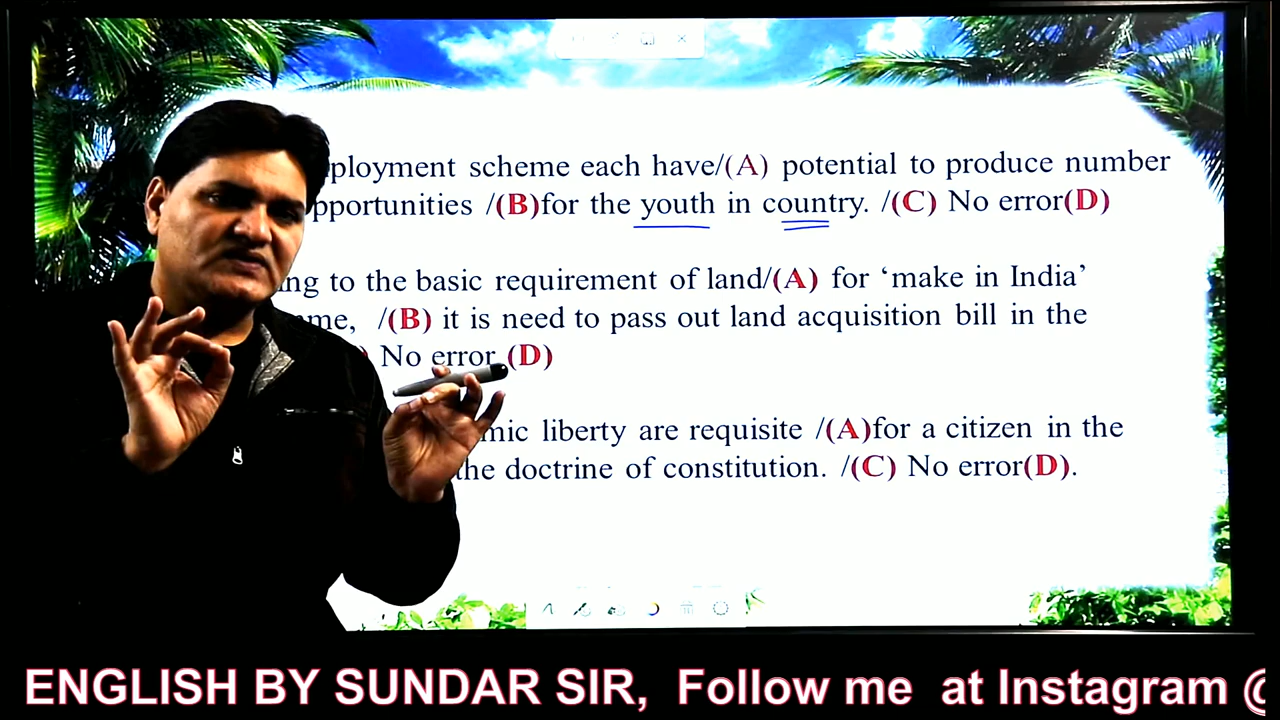 ployment scheme each have/(A) potential to produce number
pportunities /(B)for the youth in country. /(C) No error(D)
ing to the basic requirement of land/(A) for ‘make in India’
me, /(B) it is need to pass out land acquisition bill in the
) No error (D)
mic liberty are requisite /(A)for a citizen in the
the doctrine of constitution. /(C) No error(D).
ENGLISH BY SUNDAR SIR, Follow me at Instagram @